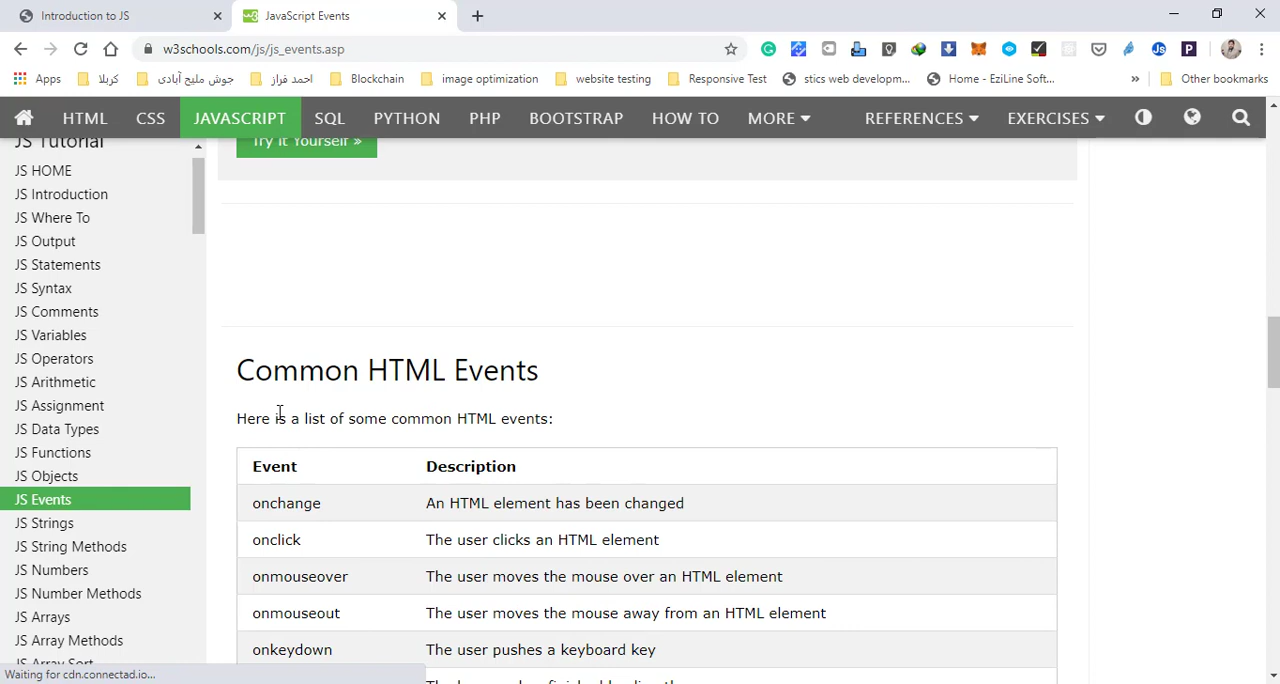 Introduction to JS
JavaScript Events
w3schools.com/js/js_events.asp
Apps
کربلا
جوش ملیح آبادی
احمد فراز
Blockchain
image optimization
website testing
Responsive Test
stics web developm...
Home - EziLine Soft...
»
Other bookmarks
HTML
CSS
JAVASCRIPT
SQL
PYTHON
PHP
BOOTSTRAP
HOW TO
MORE
REFERENCES
EXERCISES
JS Tutorial
JS HOME
JS Introduction
JS Where To
JS Output
JS Statements
JS Syntax
JS Comments
JS Variables
JS Operators
JS Arithmetic
JS Assignment
JS Data Types
JS Functions
JS Objects
JS Events
JS Strings
JS String Methods
JS Numbers
JS Number Methods
JS Arrays
JS Array Methods
JS Array Sort
Try it Yourself »
Common HTML Events
Here is a list of some common HTML events:
Event Description
onchange An HTML element has been changed
onclick The user clicks an HTML element
onmouseover The user moves the mouse over an HTML element
onmouseout The user moves the mouse away from an HTML element
onkeydown The user pushes a keyboard key
Waiting for cdn.connectad.io...